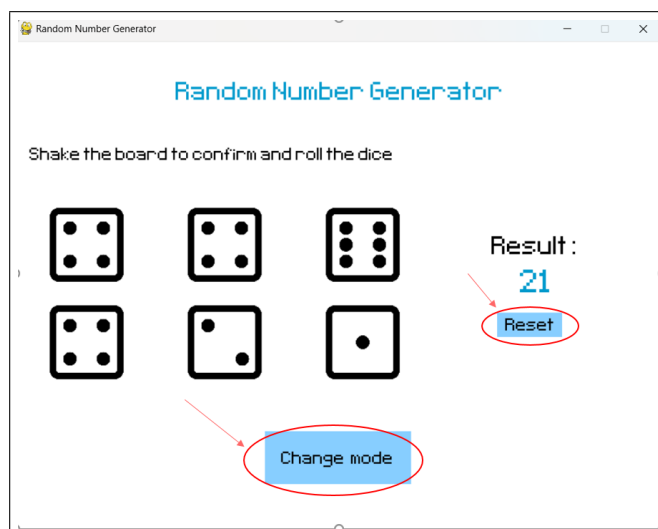 Random Number Generator
Random Number Generator
Shake the board to confirm and roll the dice
Result :
21
Reset
Change mode